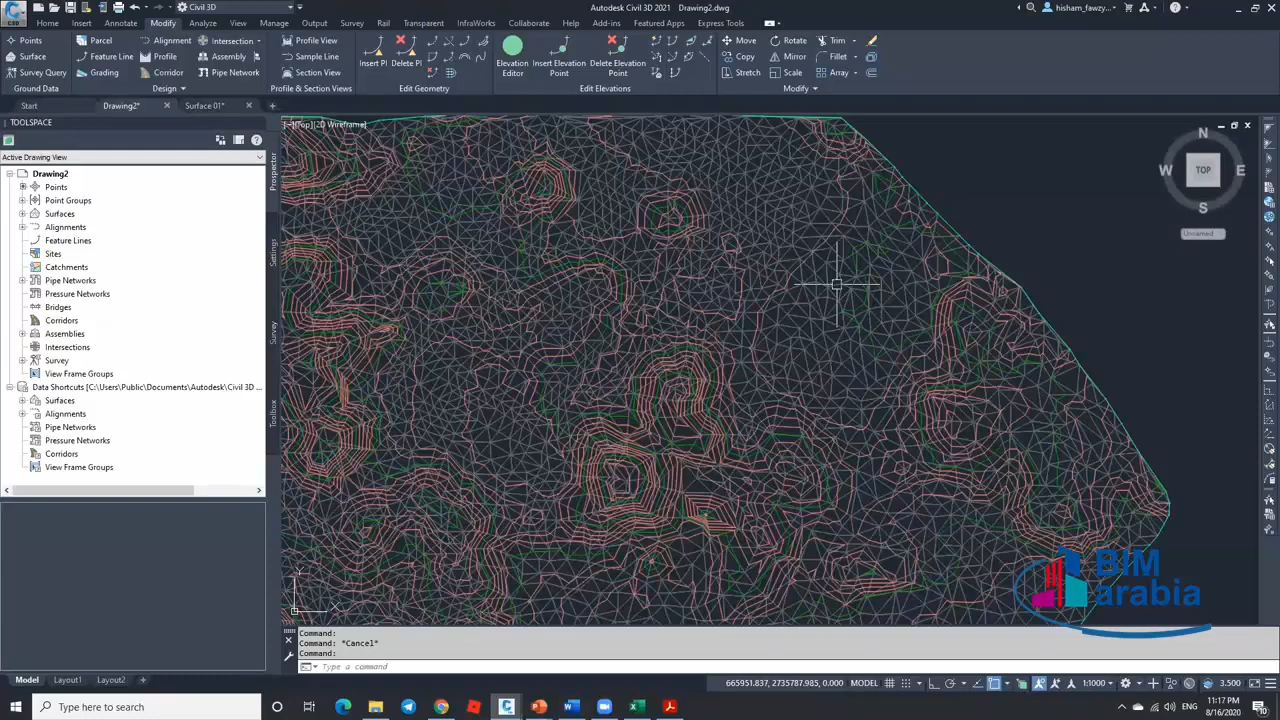 Civil 3D
Autodesk Civil 3D 2021 Drawing2.dwg
hisham_fawzy...
Home Insert Annotate Modify Analyze View Manage Output Survey Rail Transparent InfraWorks Collaborate Help Add-ins Featured Apps Express Tools
Points
Surface
Survey Query
Ground Data
Parcel
Feature Line
Grading
Alignment
Profile
Corridor
Intersection
Assembly
Pipe Network
Design
Profile View
Sample Line
Section View
Profile & Section Views
Insert PI
Delete PI
Edit Geometry
Elevation Editor
Insert Elevation Point
Delete Elevation Point
Edit Elevations
Move
Copy
Stretch
Rotate
Mirror
Scale
Trim
Fillet
Array
Modify
Start Drawing2* Surface 01*
TOOLSPACE
Active Drawing View
Drawing2
Points
Point Groups
Surfaces
Alignments
Feature Lines
Sites
Catchments
Pipe Networks
Pressure Networks
Bridges
Corridors
Assemblies
Intersections
Survey
View Frame Groups
Data Shortcuts [C:\Users\Public\Documents\Autodesk\Civil 3D ...
Surfaces
Alignments
Pipe Networks
Pressure Networks
Corridors
View Frame Groups
Prospector
Settings
Survey
Toolbox
[−][Top][2D Wireframe]
N
W TOP E
S
Unnamed
Y
X
BIM
arabia
Command:
Command: *Cancel*
Command:
Type a command
Model Layout1 Layout2
665951.837, 2735787.985, 0.000 MODEL 1:1000 3.500
Type here to search
ENG
11:17 PM
8/16/2020